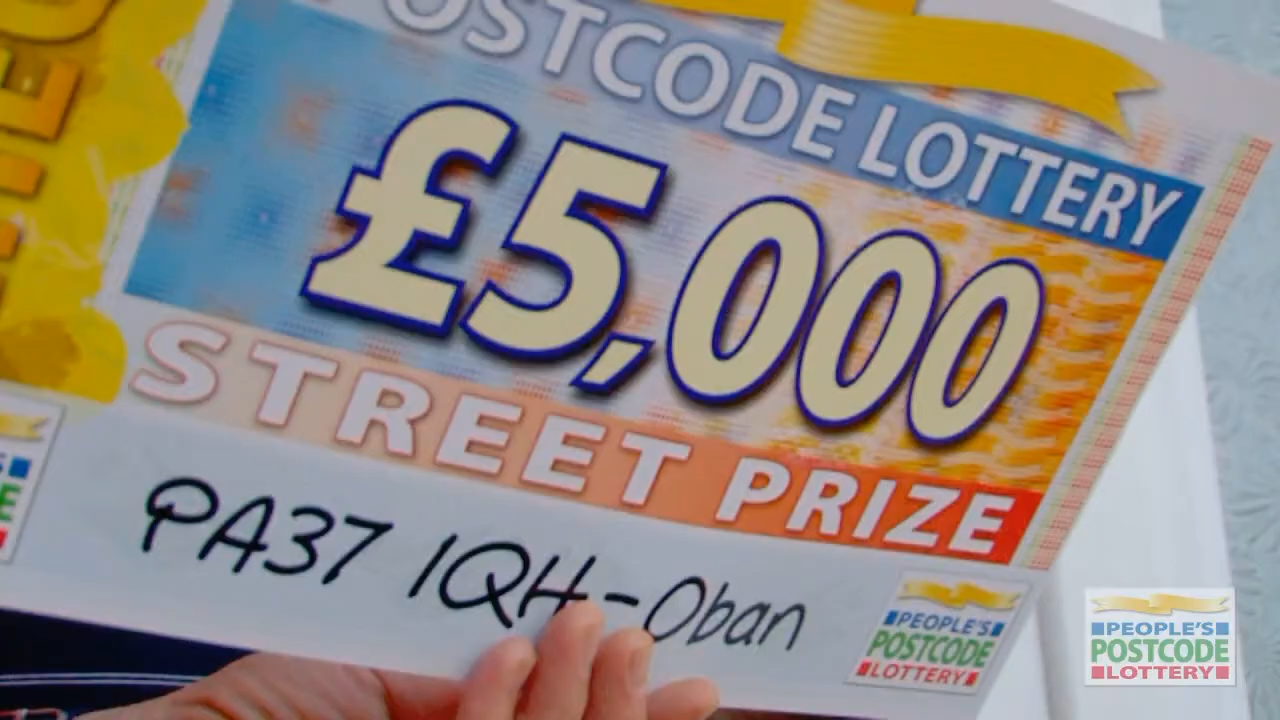 POSTCODE LOTTERY
£5,000
STREET PRIZE
PA37 1QH-Oban
PEOPLE'S
POSTCODE
LOTTERY
PEOPLE'S
POSTCODE
LOTTERY